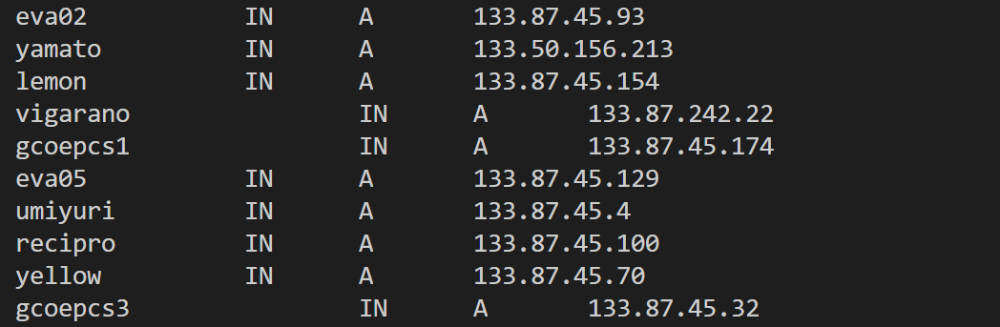 eva02 IN A 133.87.45.93
yamato IN A 133.50.156.213
lemon IN A 133.87.45.154
vigarano IN A 133.87.242.22
gcoepcs1 IN A 133.87.45.174
eva05 IN A 133.87.45.129
umiyuri IN A 133.87.45.4
recipro IN A 133.87.45.100
yellow IN A 133.87.45.70
gcoepcs3 IN A 133.87.45.32